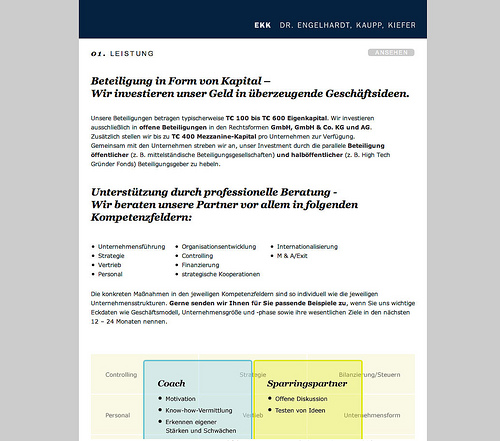 EKK DR. ENGELHARDT, KAUPP, KIEFER
01. LEISTUNG
ANSEHEN
Beteiligung in Form von Kapital –
Wir investieren unser Geld in überzeugende Geschäftsideen.
Unsere Beteiligungen betragen typischerweise TC 100 bis TC 600 Eigenkapital. Wir investieren
ausschließlich in offene Beteiligungen in den Rechtsformen GmbH, GmbH & Co. KG und AG.
Zusätzlich stellen wir bis zu TC 400 Mezzanine-Kapital pro Unternehmen zur Verfügung.
Gemeinsam mit den Unternehmen streben wir an, unser Investment durch die parallele Beteiligung
öffentlicher (z. B. mittelständische Beteiligungsgesellschaften) und halböffentlicher (z. B. High Tech
Gründer Fonds) Beteiligungsgeber zu hebeln.
Unterstützung durch professionelle Beratung -
Wir beraten unsere Partner vor allem in folgenden
Kompetenzfeldern:
• Unternehmensführung • Organisationsentwicklung • Internationalisierung
• Strategie • Controlling • M & A/Exit
• Vertrieb • Finanzierung
• Personal • strategische Kooperationen
Die konkreten Maßnahmen in den jeweiligen Kompetenzfeldern sind so individuell wie die jeweiligen
Unternehmensstrukturen. Gerne senden wir Ihnen für Sie passende Beispiele zu, wenn Sie uns wichtige
Eckdaten wie Geschäftsmodell, Unternehmensgröße und -phase sowie ihre wesentlichen Ziele in den nächsten
12 – 24 Monaten nennen.
Controlling Strategie Bilanzierung/Steuern
Coach Sparringspartner
• Motivation • Offene Diskussion
• Know-how-Vermittlung • Testen von Ideen
Personal Vertrieb Unternehmensform
• Erkennen eigener
Stärken und Schwächen